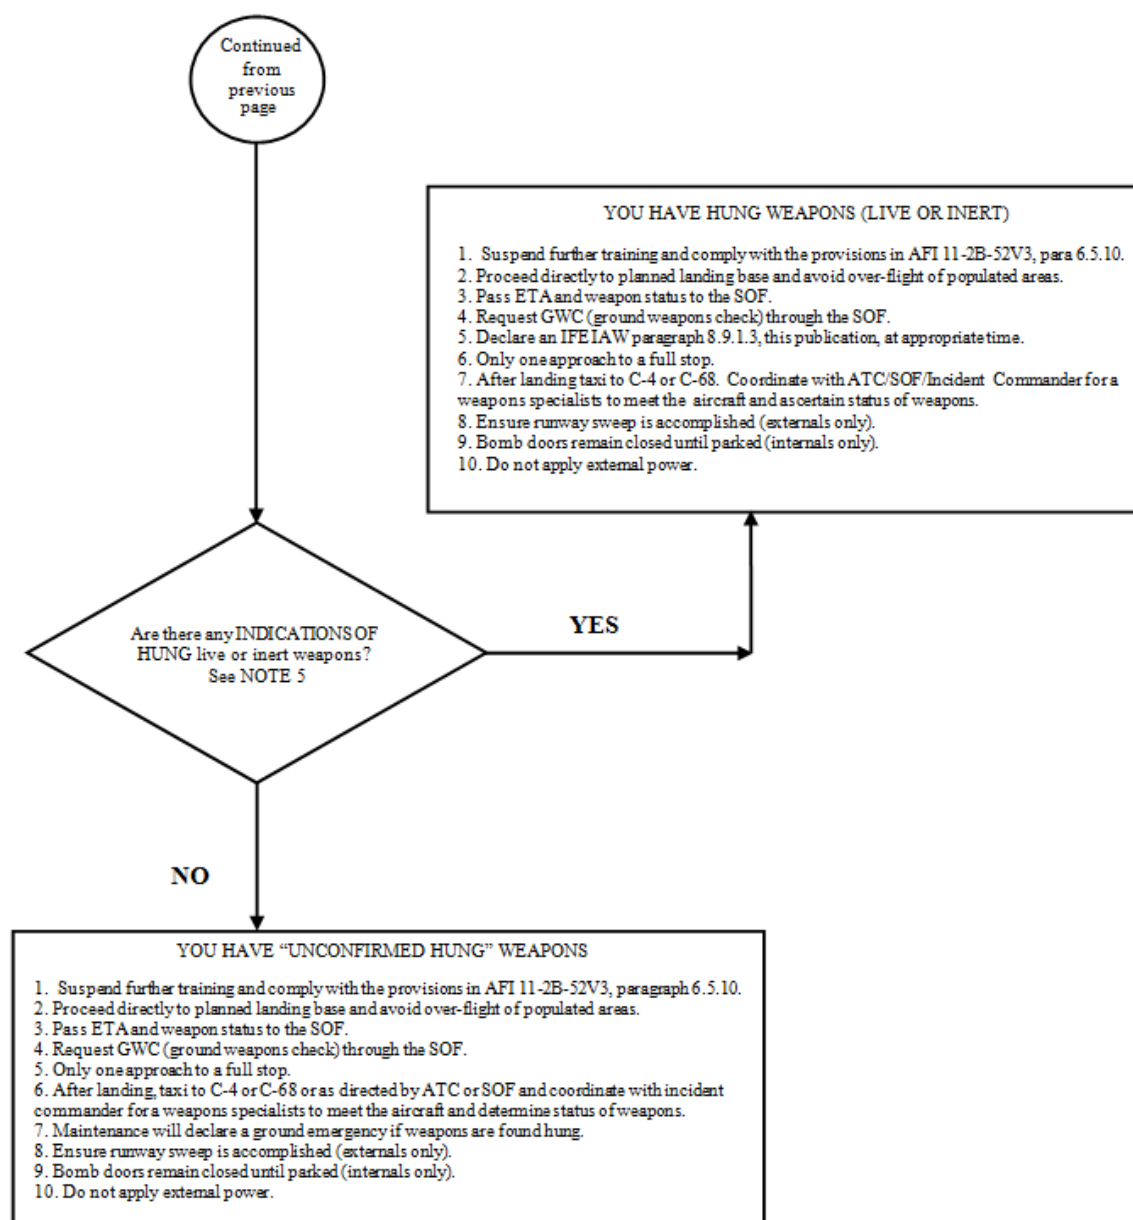 Continued
from
previous
page
YOU HAVE HUNG WEAPONS (LIVE OR INERT)
1. Suspend further training and comply with the provisions in AFI 11-2B-52V3, para 6.5.10.
2. Proceed directly to planned landing base and avoid over-flight of populated areas.
3. Pass ETA and weapon status to the SOF.
4. Request GWC (ground weapons check) through the SOF.
5. Declare an IFE IAW paragraph 8.9.1.3, this publication, at appropriate time.
6. Only one approach to a full stop.
7. After landing taxi to C-4 or C-68. Coordinate with ATC/SOF/Incident Commander for a
weapons specialists to meet the aircraft and ascertain status of weapons.
8. Ensure runway sweep is accomplished (externals only).
9. Bomb doors remain closed until parked (internals only).
10. Do not apply external power.
Are there any INDICATIONS OF
HUNG live or inert weapons?
See NOTE 5
YES
NO
YOU HAVE “UNCONFIRMED HUNG” WEAPONS
1. Suspend further training and comply with the provisions in AFI 11-2B-52V3, paragraph 6.5.10.
2. Proceed directly to planned landing base and avoid over-flight of populated areas.
3. Pass ETA and weapon status to the SOF.
4. Request GWC (ground weapons check) through the SOF.
5. Only one approach to a full stop.
6. After landing, taxi to C-4 or C-68 or as directed by ATC or SOF and coordinate with incident
commander for a weapons specialists to meet the aircraft and determine status of weapons.
7. Maintenance will declare a ground emergency if weapons are found hung.
8. Ensure runway sweep is accomplished (externals only).
9. Bomb doors remain closed until parked (internals only).
10. Do not apply external power.